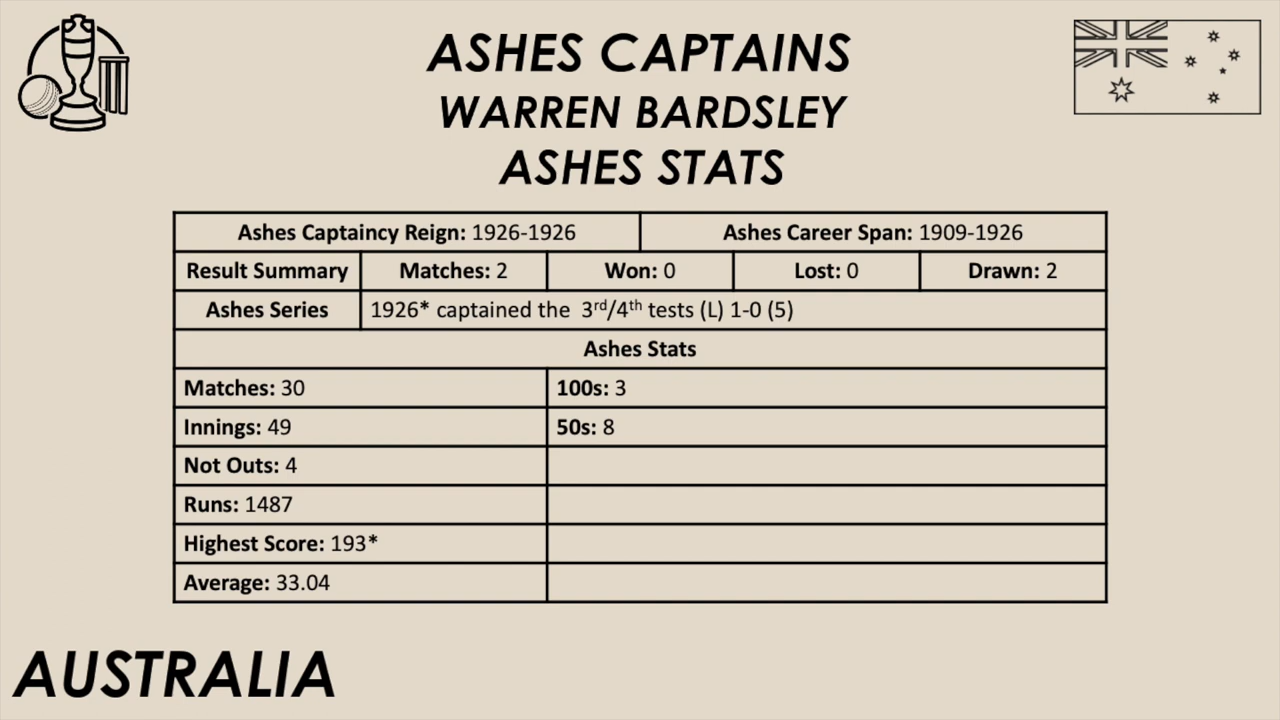 ASHES CAPTAINS
WARREN BARDSLEY
ASHES STATS
Ashes Captaincy Reign: 1926-1926
Ashes Career Span: 1909-1926
Result Summary
Matches: 2
Won: 0
Lost: 0
Drawn: 2
Ashes Series
1926* captained the 3rd/4th tests (L) 1-0 (5)
Ashes Stats
Matches: 30
100s: 3
Innings: 49
50s: 8
Not Outs: 4
Runs: 1487
Highest Score: 193*
Average: 33.04
AUSTRALIA